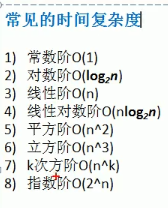 常见的时间复杂度
1) 常数阶O(1)
2) 对数阶O(log2n)
3) 线性阶O(n)
4) 线性对数阶O(nlog2n)
5) 平方阶O(n^2)
6) 立方阶O(n^3)
7) k次方阶O(n^k)
8) 指数阶O(2^n)